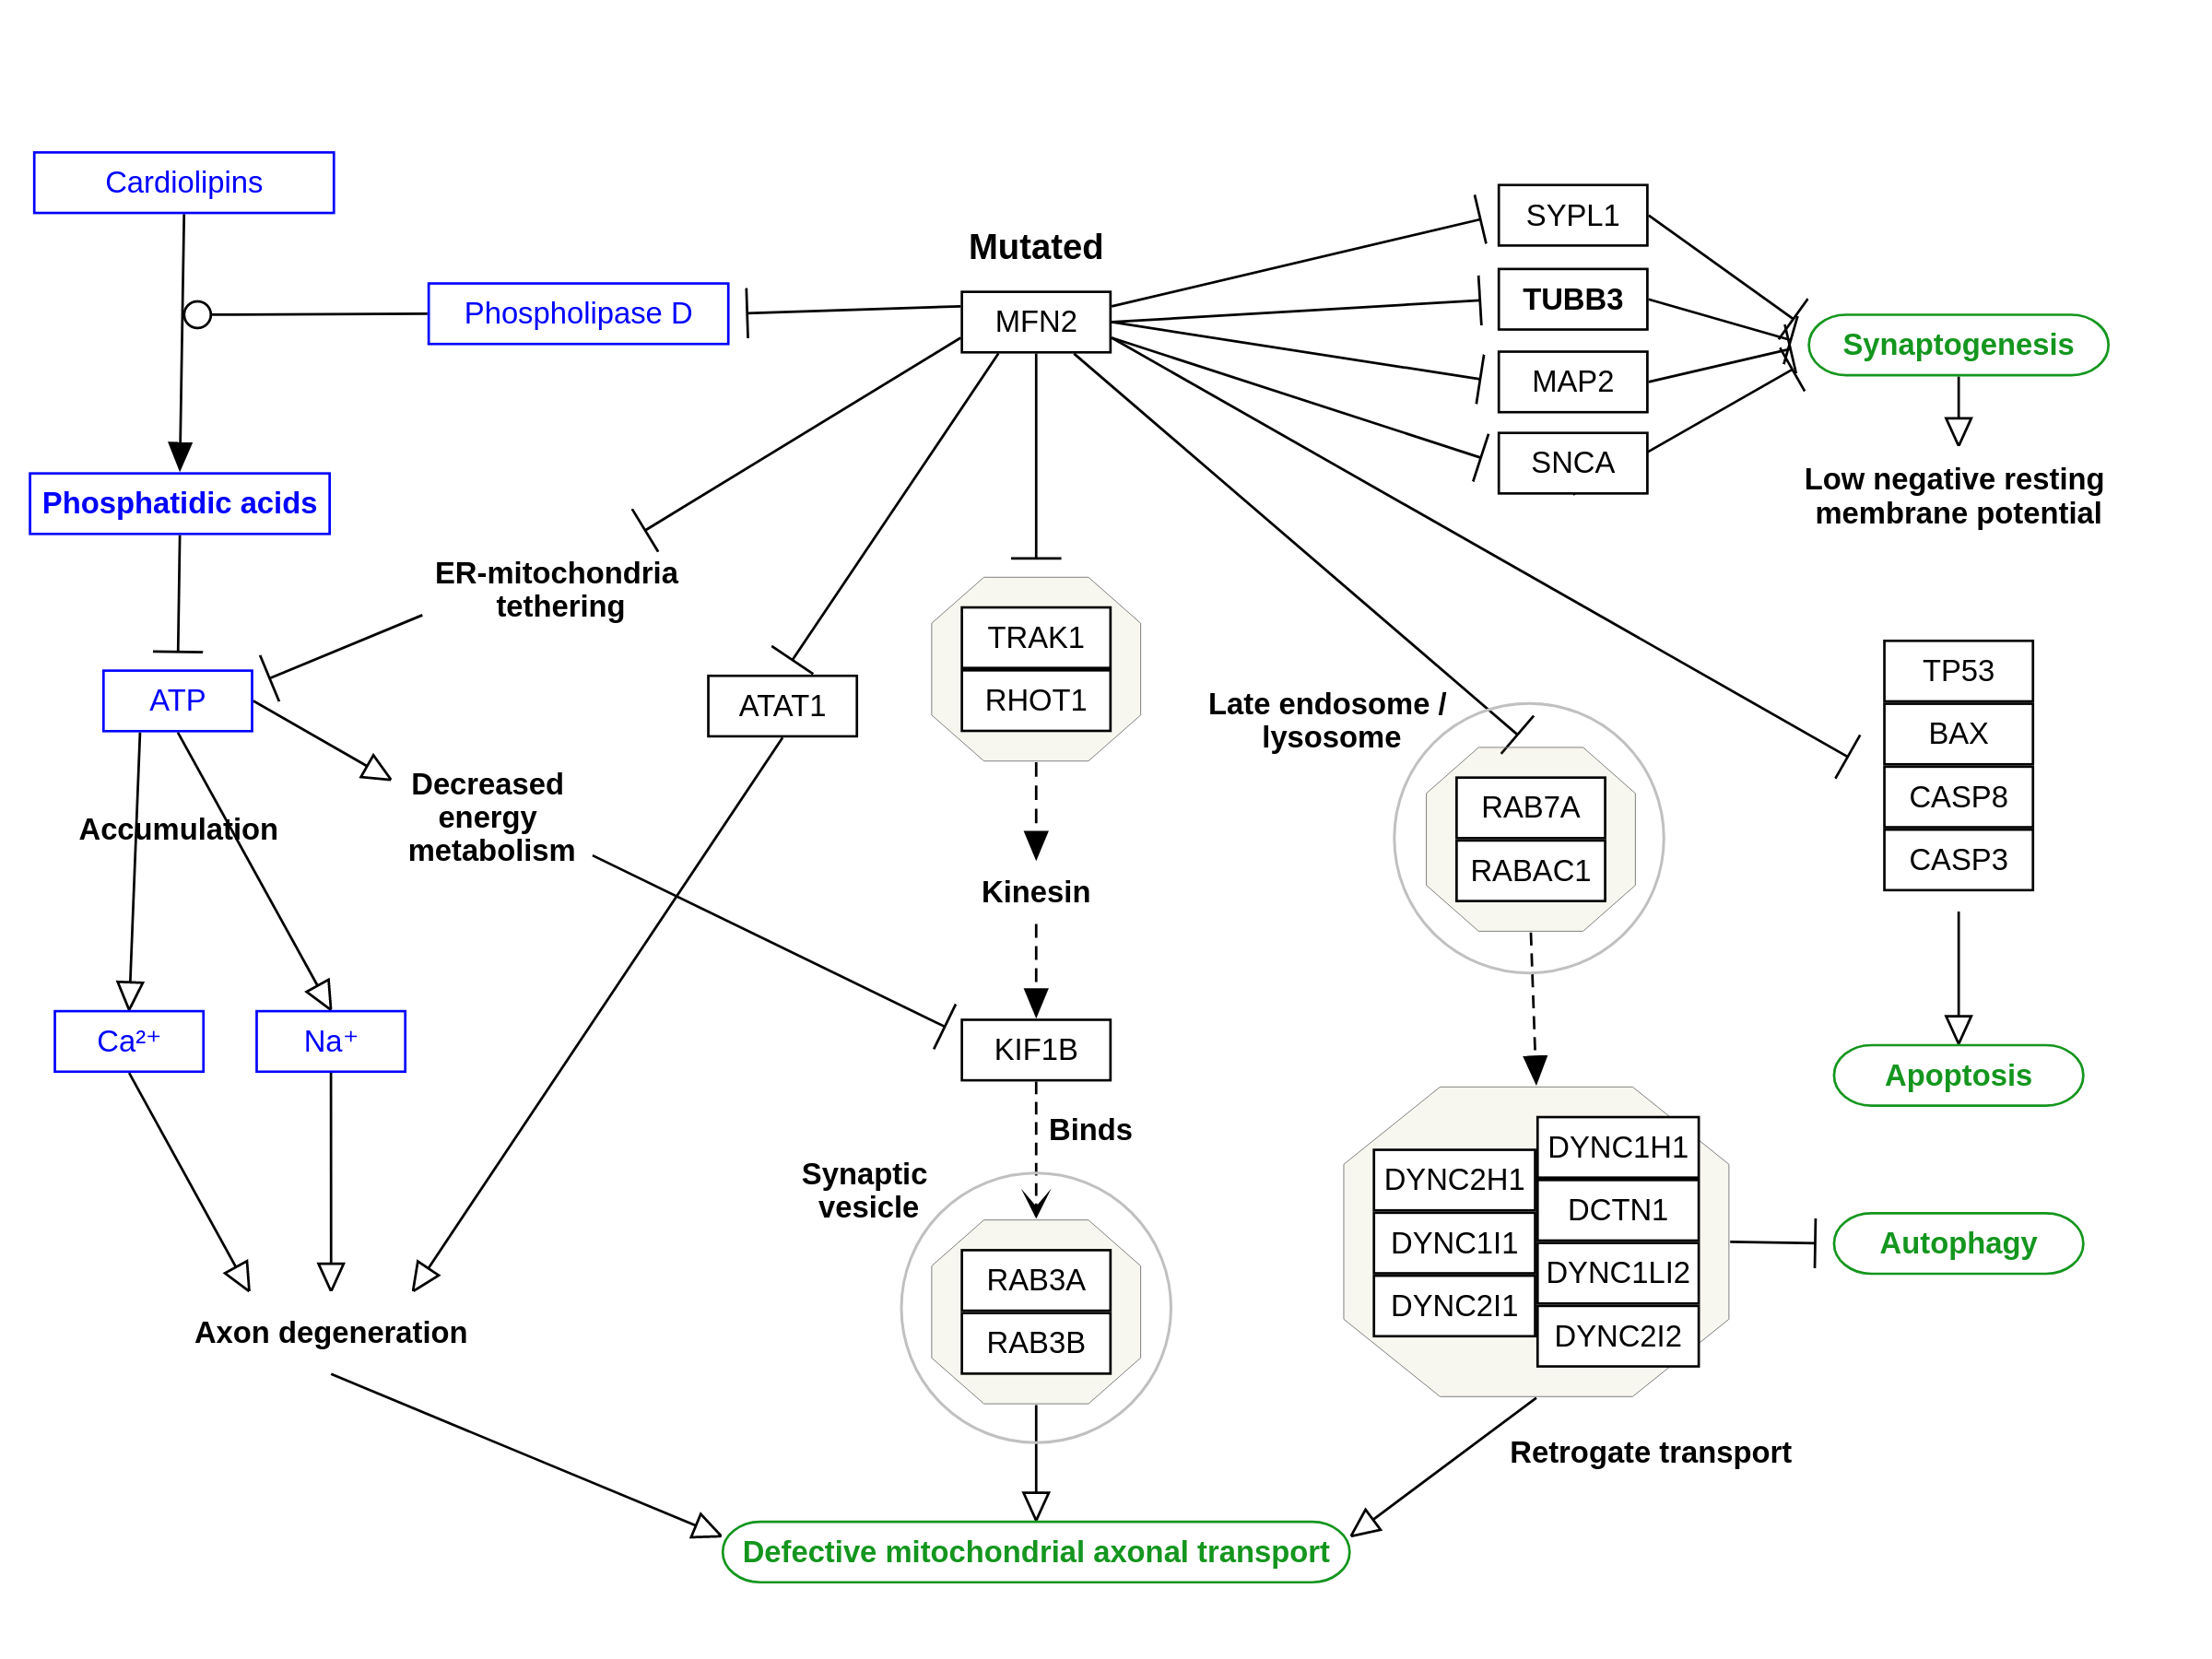 Cardiolipins
Phospholipase D
Mutated
MFN2
SYPL1
TUBB3
MAP2
SNCA
Synaptogenesis
Low negative resting
membrane potential
Phosphatidic acids
ER-mitochondria
tethering
ATP
ATAT1
TRAK1
RHOT1
Late endosome /
lysosome
RAB7A
RABAC1
TP53
BAX
CASP8
CASP3
Decreased
energy
metabolism
Accumulation
Kinesin
Ca²⁺
Na⁺
KIF1B
Binds
Apoptosis
Synaptic
vesicle
RAB3A
RAB3B
DYNC2H1
DYNC1I1
DYNC2I1
DYNC1H1
DCTN1
DYNC1LI2
DYNC2I2
Autophagy
Axon degeneration
Retrogate transport
Defective mitochondrial axonal transport